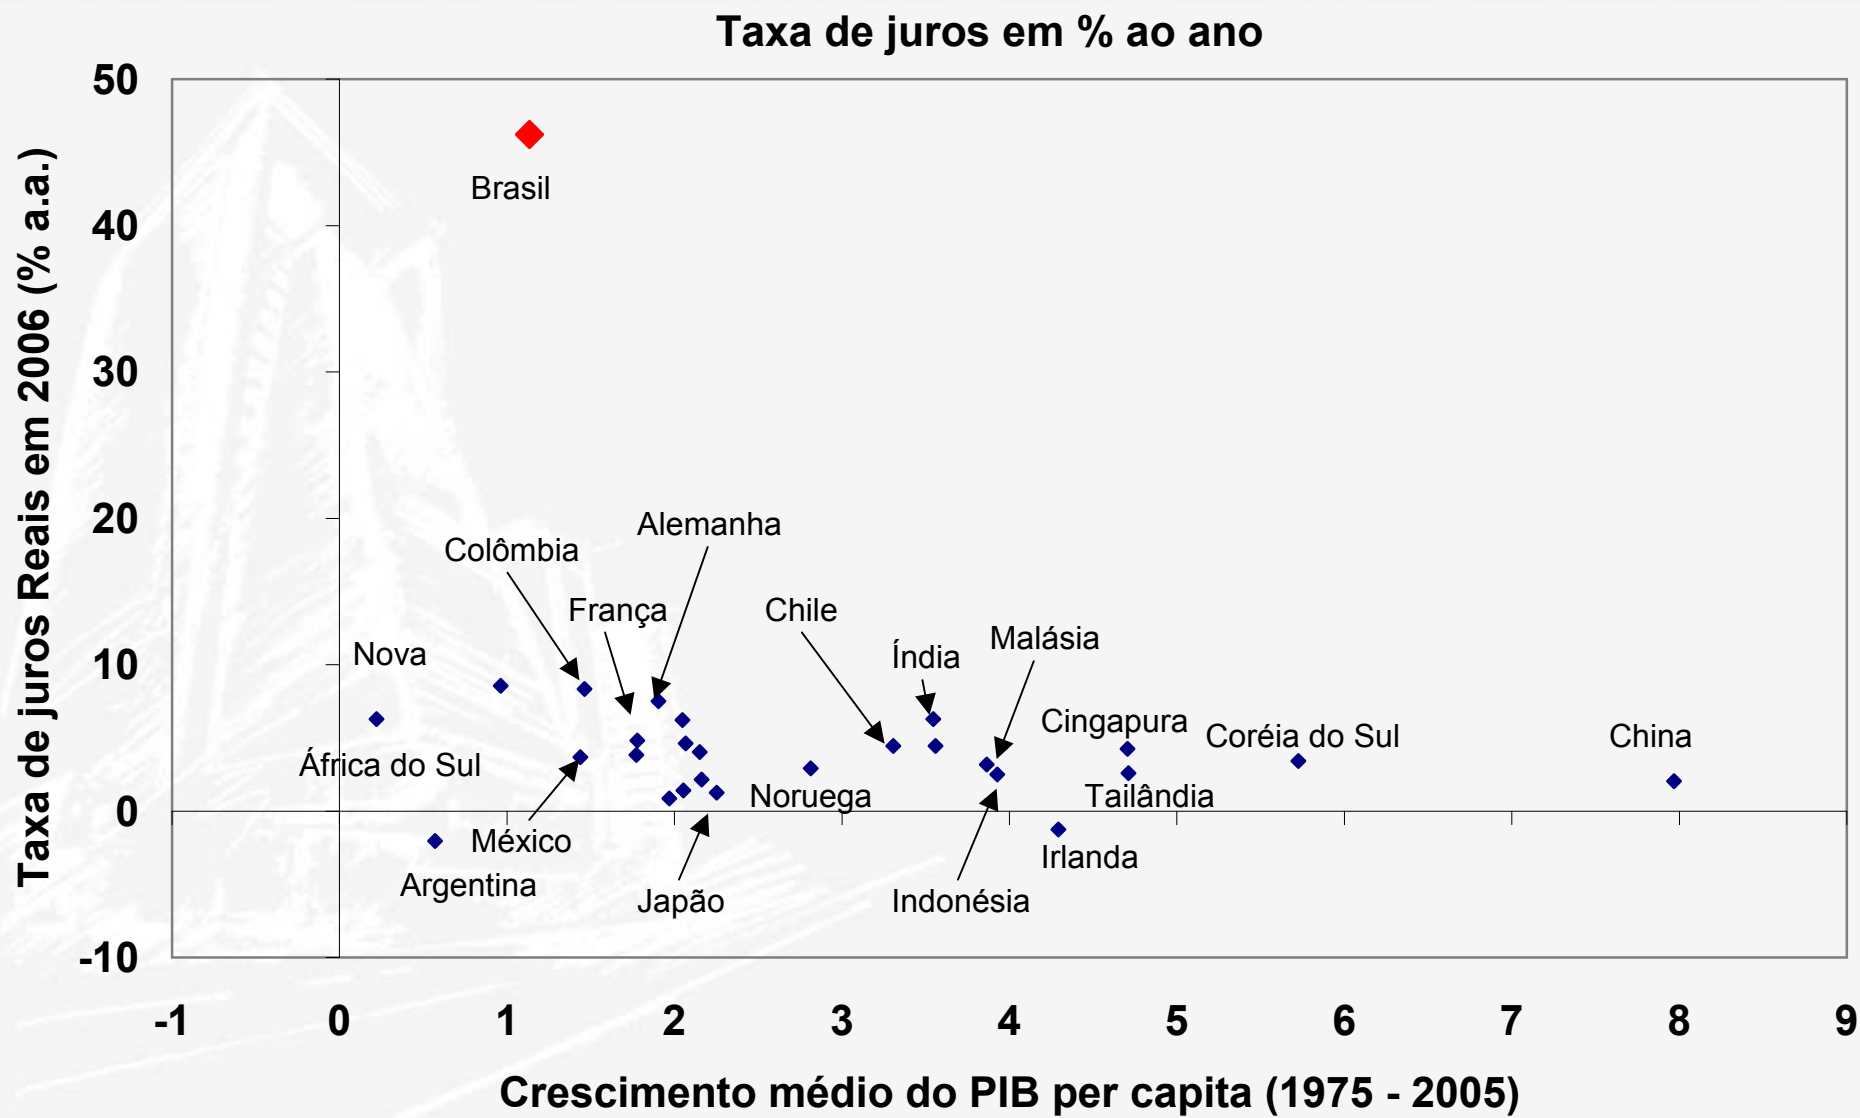 Taxa de juros em % ao ano
Taxa de juros Reais em 2006 (% a.a.)
50
40
30
20
10
0
-10
Brasil
Alemanha
Colômbia
França
Chile
Malásia
Índia
Nova
Cingapura
Coréia do Sul
China
África do Sul
Noruega
Tailândia
México
Irlanda
Argentina
Japão
Indonésia
-1 0 1 2 3 4 5 6 7 8 9
Crescimento médio do PIB per capita (1975 - 2005)